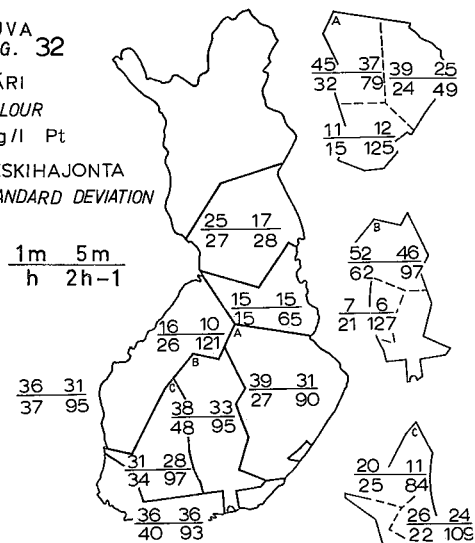 UVA
G. 32
ÄRI
LOUR
g/l Pt
ESKIHAJONTA
ANDARD DEVIATION
1m 5m
h 2h-1
A
45 37 39 25
32 79 24 49
11 12
15 125
25 17
27 28
B
52 46
62 97
7 6
21 127
15 15
15 65
16 10
26 121
A
B
C
36 31
37 95
39 31
27 90
38 33
48 95
31 28
34 97
36 36
40 93
C
20 11
25 84
26 24
22 109